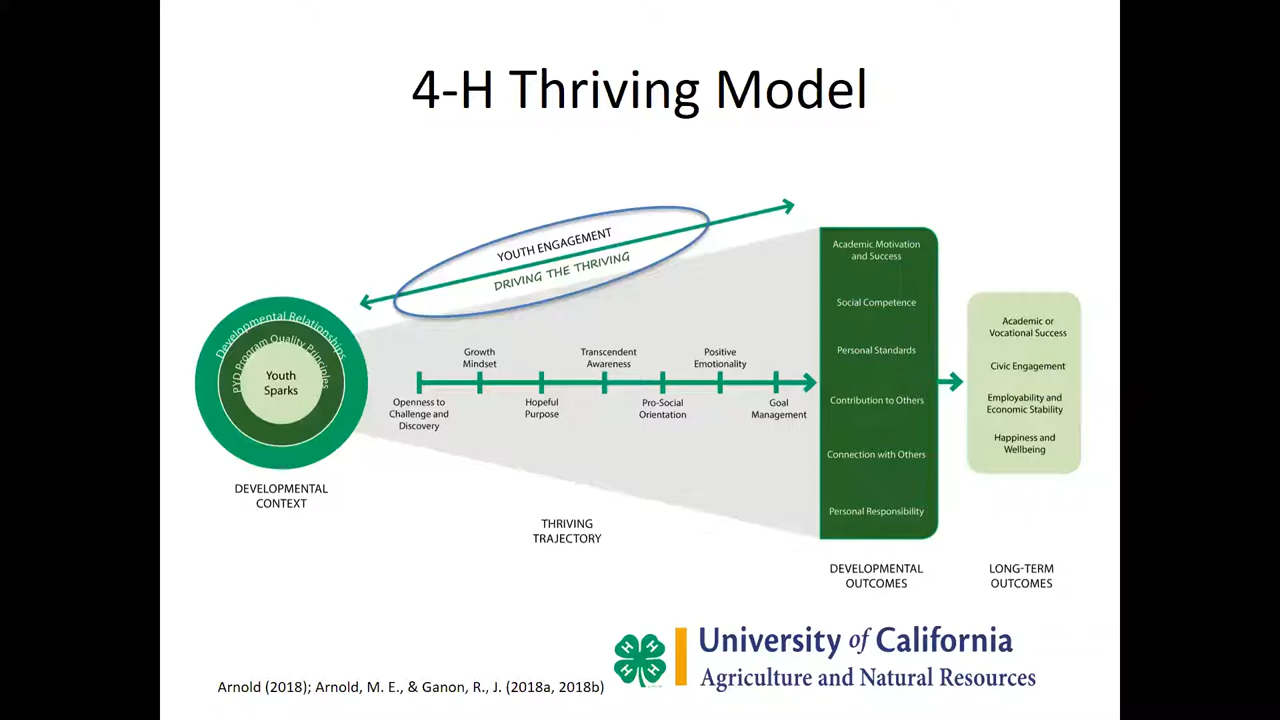 4-H Thriving Model
YOUTH ENGAGEMENT
DRIVING THE THRIVING
Developmental Relationships
PYD Program Quality Principles
Youth
Sparks
DEVELOPMENTAL
CONTEXT
Growth
Mindset
Transcendent
Awareness
Positive
Emotionality
Openness to
Challenge and
Discovery
Hopeful
Purpose
Pro-Social
Orientation
Goal
Management
THRIVING
TRAJECTORY
Academic Motivation
and Success
Social Competence
Personal Standards
Contribution to Others
Connection with Others
Personal Responsibility
DEVELOPMENTAL
OUTCOMES
Academic or
Vocational Success
Civic Engagement
Employability and
Economic Stability
Happiness and
Wellbeing
LONG-TERM
OUTCOMES
Arnold (2018); Arnold, M. E., & Ganon, R., J. (2018a, 2018b)
H H
H H
University of California
Agriculture and Natural Resources